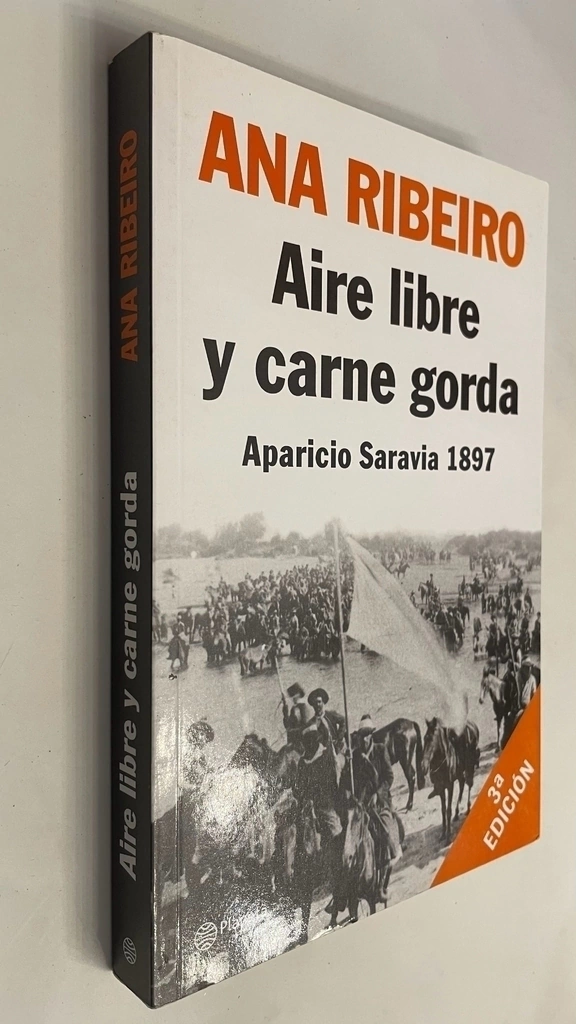 ANA RIBEIRO
Aire libre
y carne gorda
Aparicio Saravia 1897
3a
EDICIÓN
ANA RIBEIRO
Aire libre y carne gorda